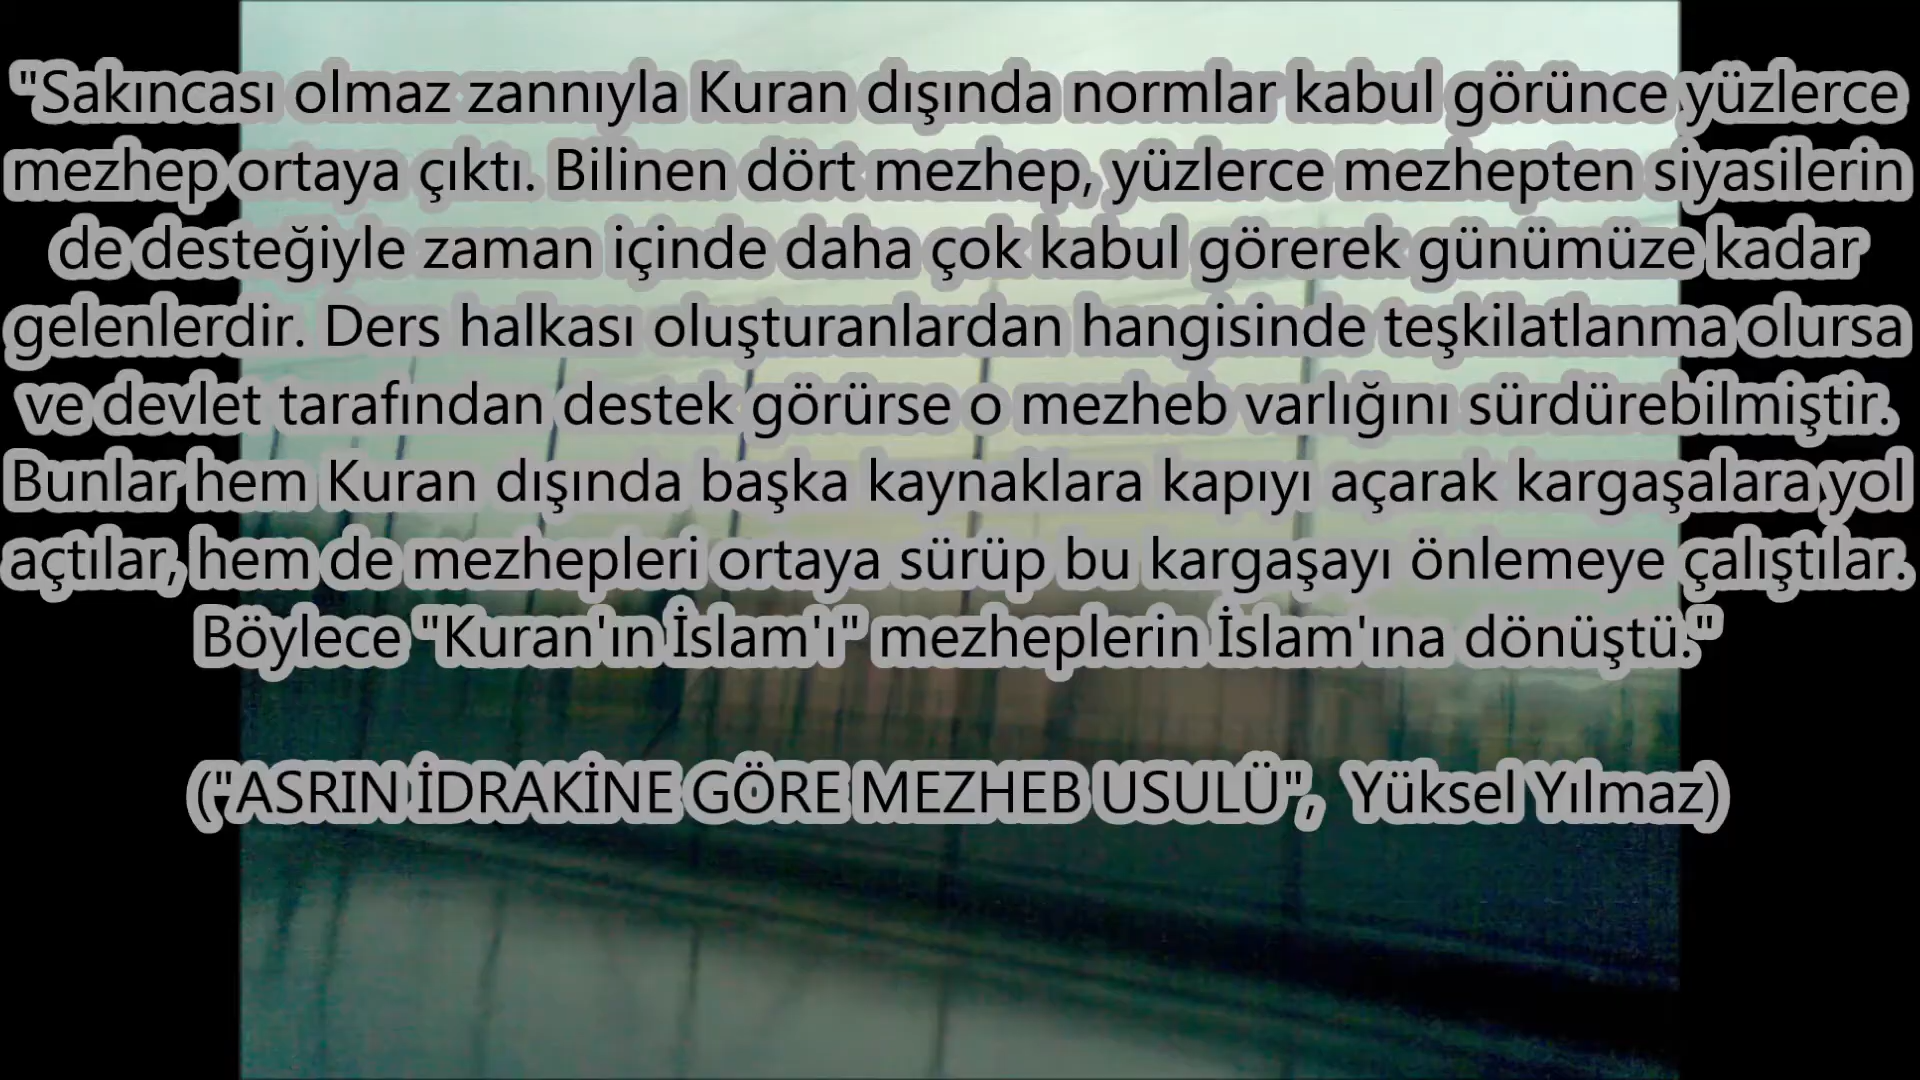 "Sakıncası olmaz zannıyla Kuran dışında normlar kabul görünce yüzlerce
mezhep ortaya çıktı. Bilinen dört mezhep, yüzlerce mezhepten siyasilerin
de desteğiyle zaman içinde daha çok kabul görerek günümüze kadar
gelenlerdir. Ders halkası oluşturanlardan hangisinde teşkilatlanma olursa
ve devlet tarafından destek görürse o mezheb varlığını sürdürebilmiştir.
Bunlar hem Kuran dışında başka kaynaklara kapıyı açarak kargaşalara yol
açtılar, hem de mezhepleri ortaya sürüp bu kargaşayı önlemeye çalıştılar.
Böylece "Kuran'ın İslam'ı" mezheplerin İslam'ına dönüştü."
("ASRIN İDRAKİNE GÖRE MEZHEB USULÜ", Yüksel Yılmaz)